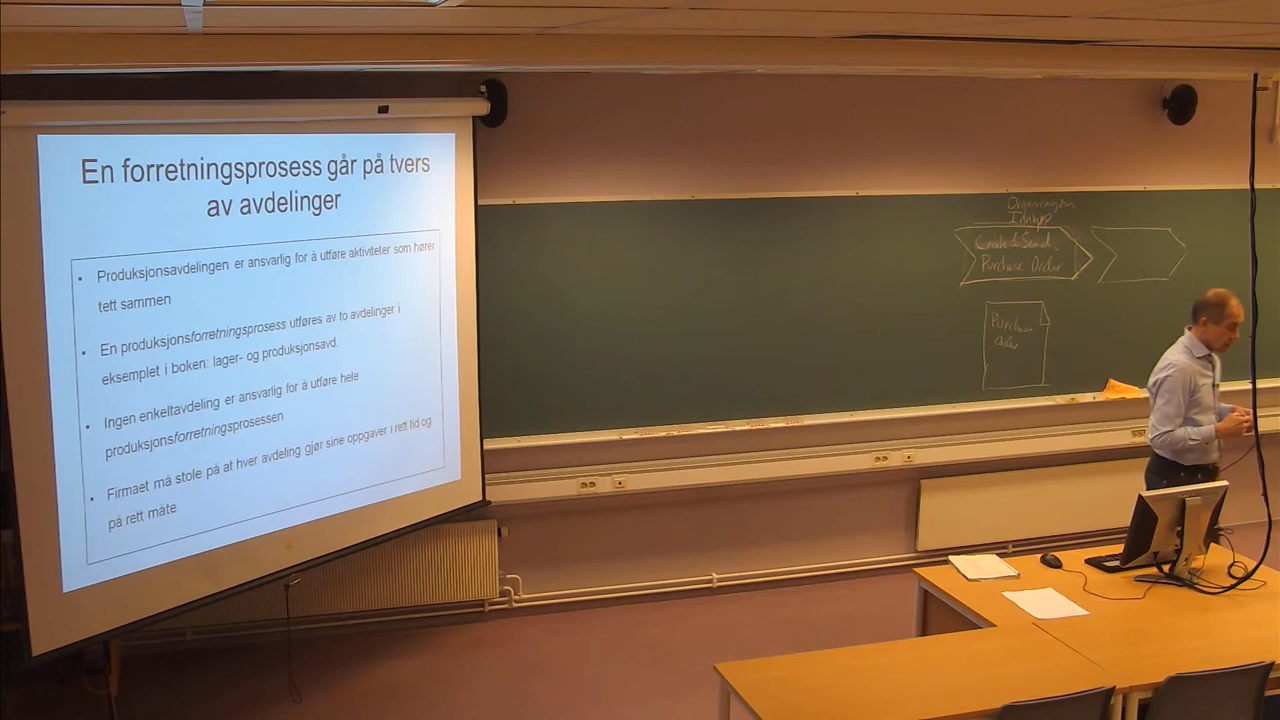 En forretningsprosess går på tvers
av avdelinger
• Produksjonsavdelingen er ansvarlig for å utføre aktiviteter som hører
tett sammen
• En produksjonsforretningsprosess utføres av to avdelinger i
eksemplet i boken: lager- og produksjonsavd.
• Ingen enkeltavdeling er ansvarlig for å utføre hele
produksjonsforretningsprosessen
• Firmaet må stole på at hver avdeling gjør sine oppgaver i rett tid og
på rett måte
Innkjøp
Create & Send
Purchase Order
Purchase
Order